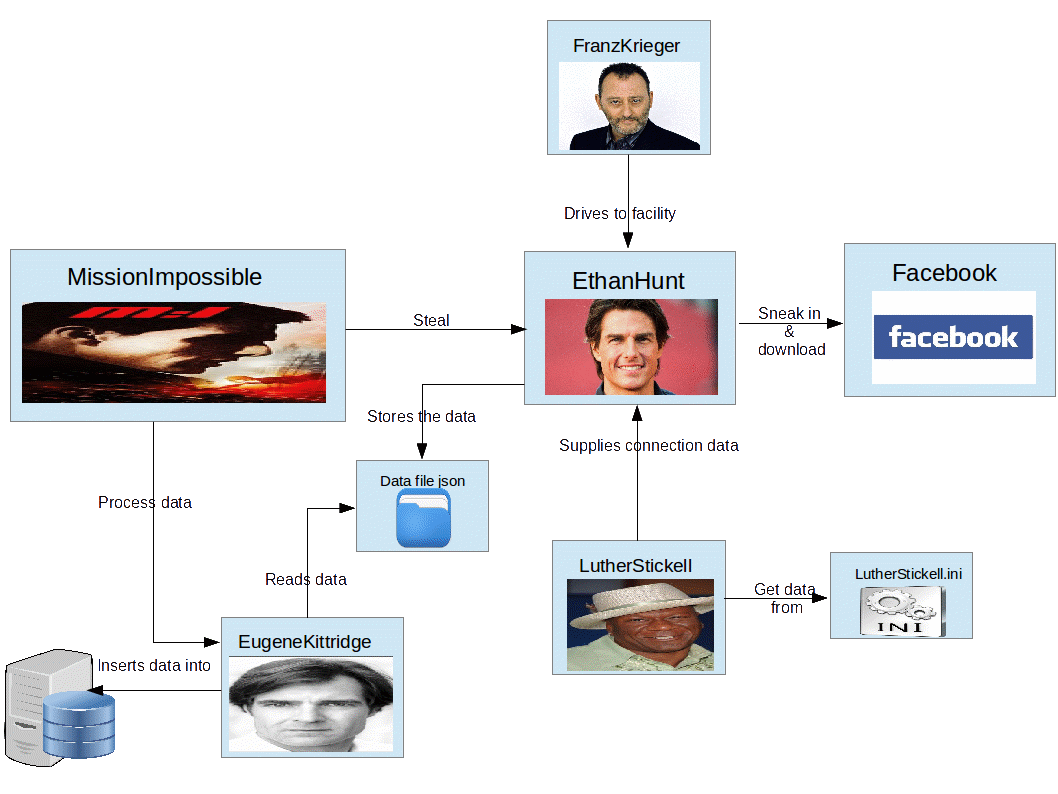 FranzKrieger
Drives to facility
MissionImpossible
M:I
Steal
EthanHunt
Sneak in
&
download
Facebook
facebook
Stores the data
Supplies connection data
Data file json
Process data
Reads data
LutherStickell
Get data
from
LutherStickell.ini
INI
EugeneKittridge
Inserts data into